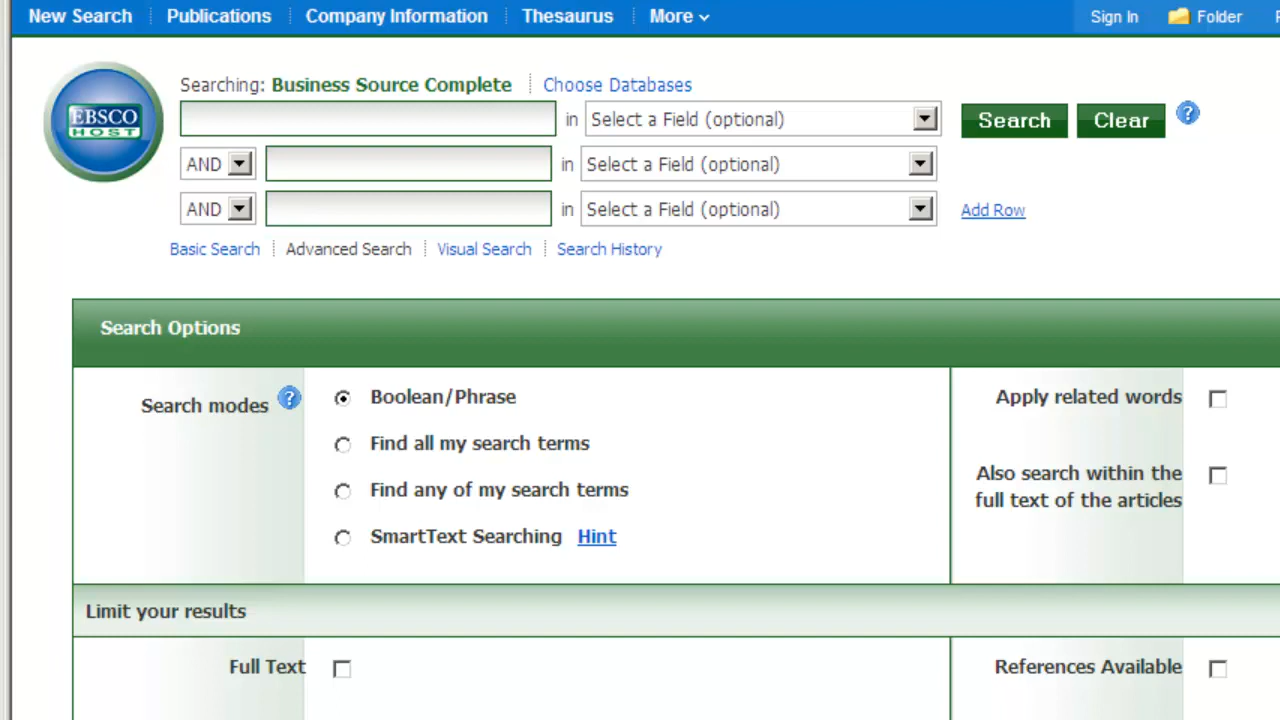 New Search Publications Company Information Thesaurus More Sign In Folder
Searching: Business Source Complete Choose Databases
EBSCO
HOST
in Select a Field (optional) Search Clear ?
AND in Select a Field (optional)
AND in Select a Field (optional) Add Row
Basic Search Advanced Search Visual Search Search History
Search Options
Search modes ? Boolean/Phrase Apply related words
Find all my search terms
Also search within the
Find any of my search terms full text of the articles
SmartText Searching Hint
Limit your results
Full Text References Available